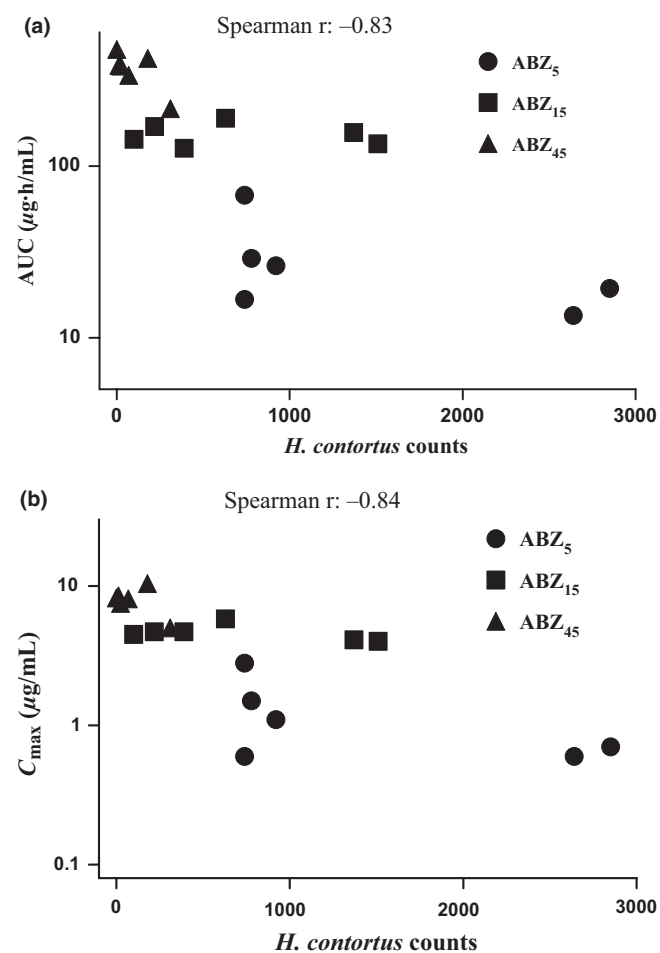 (a)
Spearman r: –0.83
ABZ5
ABZ15
ABZ45
AUC (μg·h/mL)
100
10
0 1000 2000 3000
H. contortus counts
(b)
Spearman r: –0.84
ABZ5
ABZ15
ABZ45
Cmax (μg/mL)
10
1
0.1
0 1000 2000 3000
H. contortus counts